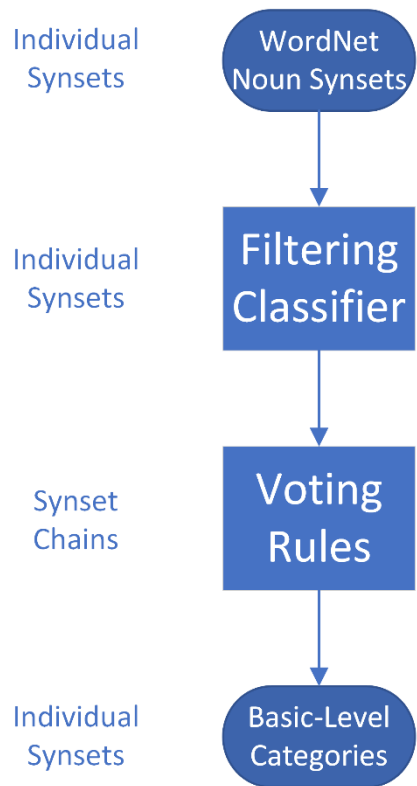 Individual
Synsets
WordNet
Noun Synsets
Individual
Synsets
Filtering
Classifier
Synset
Chains
Voting
Rules
Individual
Synsets
Basic-Level
Categories